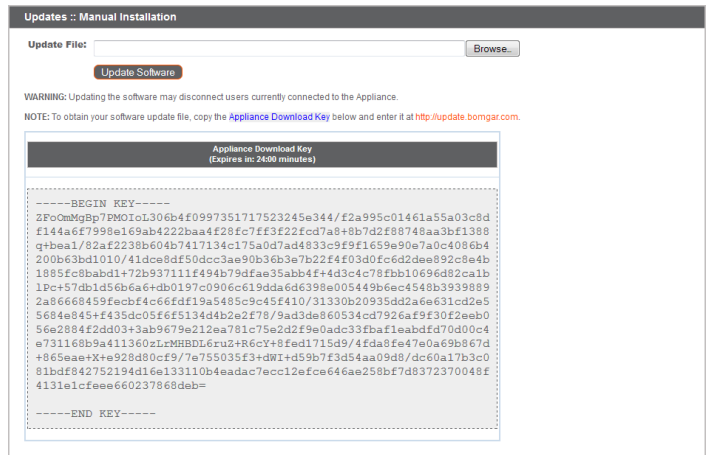 Updates :: Manual Installation
Update File:
Browse..
Update Software
WARNING: Updating the software may disconnect users currently connected to the Appliance.
NOTE: To obtain your software update file, copy the Appliance Download Key below and enter it at http://update.bomgar.com.
Appliance Download Key
(Expires in: 24:00 minutes)
-----BEGIN KEY-----
ZFoOmMgBp7PMOIoL306b4f0997351717523245e344/f2a995c01461a55a03c8d
f144a6f7998e169ab4222baa4f28fc7ff3f22fcd7a8+8b7d2f88748aa3bf1388
q+bea1/82af2238b604b7417134c175a0d7ad4833c9f9f1659e90e7a0c4086b4
200b63bd1010/41dce8df50dcc3ae90b36b3e7b22f4f03d0fc6d2dee892c8e4b
1885fc8babd1+72b937111f494b79dfae35abb4f+4d3c4c78fbb10696d82ca1b
lPc+57db1d56b6a6+db0197c0906c619dda6d6398e005449b6ec4548b3939889
2a86668459fecbf4c66fdf19a5485c9c45f410/31330b20935dd2a6e631cd2e5
5684e845+f435dc05f6f5134d4b2e2f78/9ad3de860534cd7926af9f30f2eeb0
56e2884f2dd03+3ab9679e212ea781c75e2d2f9e0adc33fbaf1eabdfd70d00c4
e731168b9a411360zLrMHBDL6ruZ+R6cY+8fed1715d9/4fda8fe47e0a69b867d
+865eae+X+e928d80cf9/7e755035f3+dWI+d59b7f3d54aa09d8/dc60a17b3c0
81bdf842752194d16e133110b4eadac7ecc12efce646ae258bf7d8372370048f
4131e1cfeee660237868deb=
-----END KEY-----